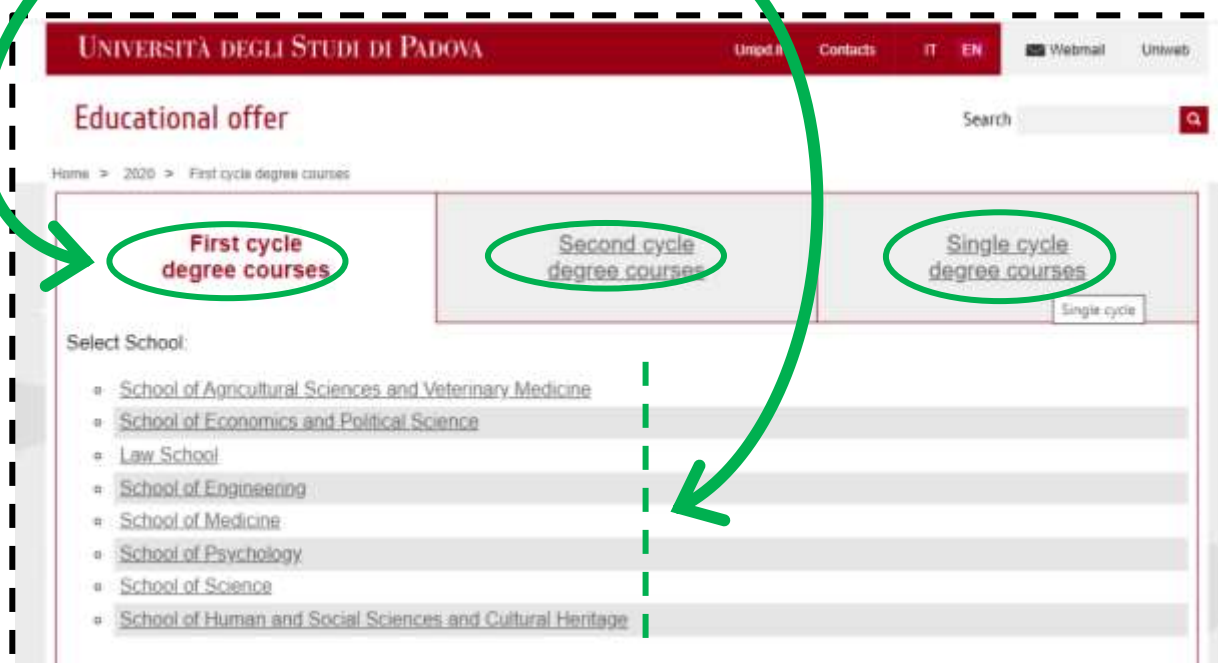 UNIVERSITÀ DEGLI STUDI DI PADOVA Contacts IT EN Webmail Uniweb
Educational offer Search
Home > 2020 > First cycle degree courses
First cycle
degree courses
Second cycle
degree courses
Single cycle
degree courses
Single cycle
Select School:
School of Agricultural Sciences and Veterinary Medicine
School of Economics and Political Science
Law School
School of Engineering
School of Medicine
School of Psychology
School of Science
School of Human and Social Sciences and Cultural Heritage